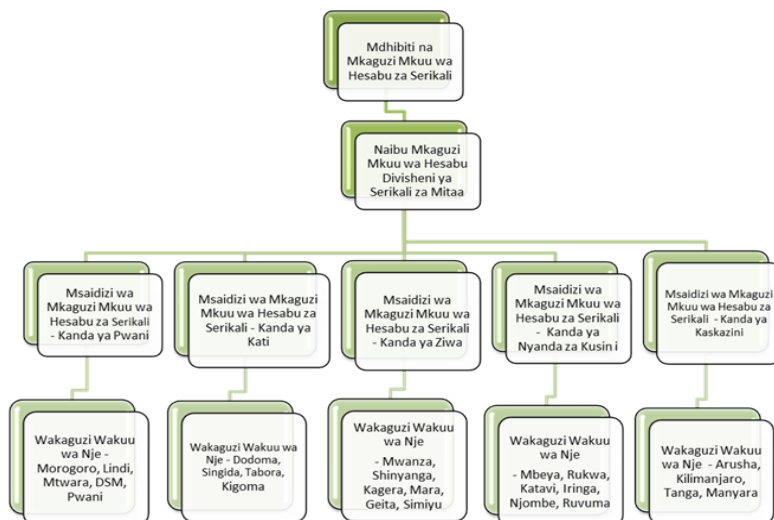 Mdhibiti na
Mkaguzi Mkuu wa
Hesabu za Serikali
Naibu Mkaguzi
Mkuu wa Hesabu
Divisheni ya
Serikali za Mitaa
Msaidizi wa
Mkaguzi Mkuu wa
Hesabu za Serikali
- Kanda ya Pwani
Msaidizi wa Mkaguzi
Mkuu wa Hesabu za
Serikali - Kanda ya
Kati
Msaidizi wa
Mkaguzi Mkuu wa
Hesabu za Serikali
- Kanda ya Ziwa
Msaidizi wa
Mkaguzi Mkuu wa
Hesabu za Serikali
- Kanda ya
Nyanda za Kusini
Msaidizi wa Mkaguzi
Mkuu wa Hesabu za
Serikali - Kanda ya
Kaskazini
Wakaguzi Wakuu
wa Nje -
Morogoro, Lindi,
Mtwara, DSM,
Pwani
Wakaguzi Wakuu wa
Nje - Dodoma,
Singida, Tabora,
Kigoma
Wakaguzi Wakuu
wa Nje
- Mwanza,
Shinyanga,
Kagera, Mara,
Geita, Simiyu
Wakaguzi Wakuu
wa Nje
- Mbeya, Rukwa,
Katavi, Iringa,
Njombe, Ruvuma
Wakaguzi Wakuu
wa Nje - Arusha,
Kilimanjaro,
Tanga, Manyara